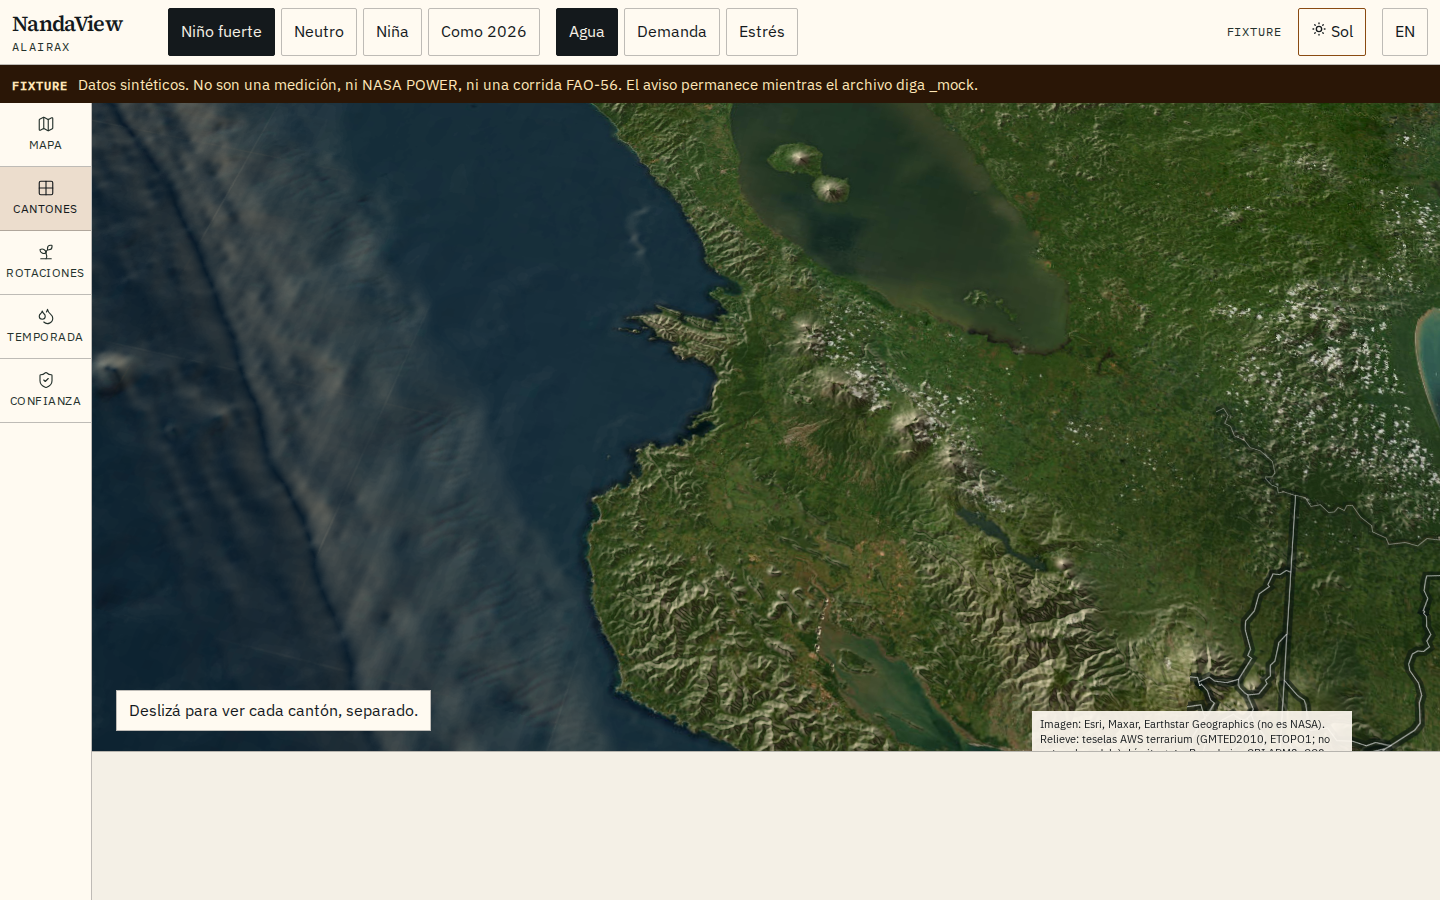 NandaView
ALAIRAX
Niño fuerte
Neutro
Niña
Como 2026
Agua
Demanda
Estrés
FIXTURE
Sol
EN
FIXTURE Datos sintéticos. No son una medición, ni NASA POWER, ni una corrida FAO-56. El aviso permanece mientras el archivo diga _mock.
MAPA
CANTONES
ROTACIONES
TEMPORADA
CONFIANZA
Deslizá para ver cada cantón, separado.
Imagen: Esri, Maxar, Earthstar Geographics (no es NASA).
Relieve: teselas AWS terrarium (GMTED2010, ETOPO1; no